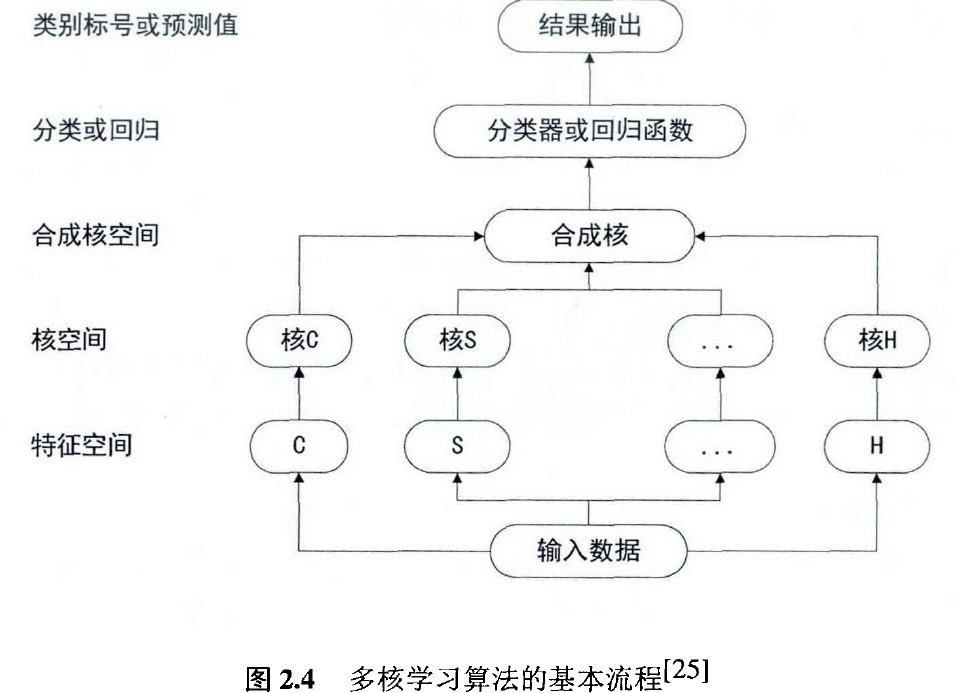 类别标号或预测值 结果输出
分类或回归 分类器或回归函数
合成核空间 合成核
核空间 核C 核S ... 核H
特征空间 C S ... H
输入数据
图 2.4 多核学习算法的基本流程[25]